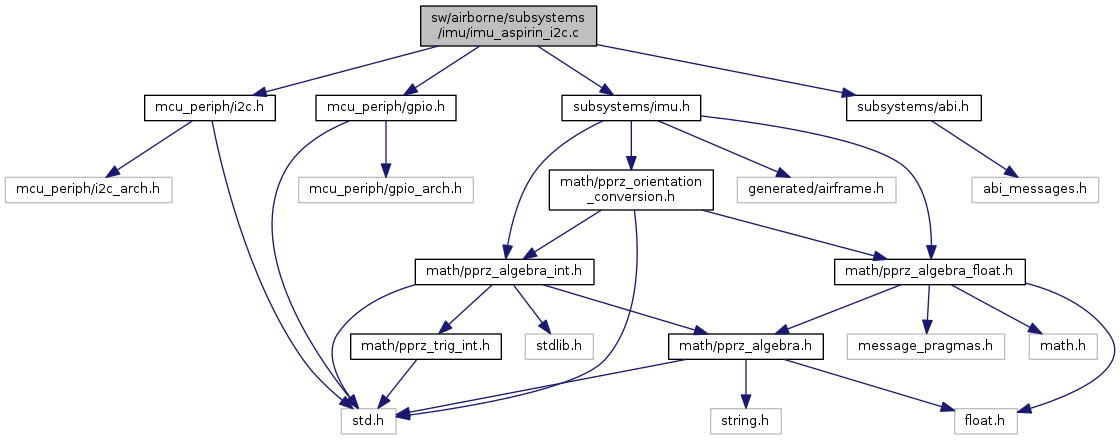 sw/airborne/subsystems
/imu/imu_aspirin_i2c.c
mcu_periph/i2c.h
mcu_periph/gpio.h
subsystems/imu.h
subsystems/abi.h
mcu_periph/i2c_arch.h
mcu_periph/gpio_arch.h
math/pprz_orientation
_conversion.h
generated/airframe.h
abi_messages.h
math/pprz_algebra_int.h
math/pprz_algebra_float.h
math/pprz_trig_int.h
stdlib.h
math/pprz_algebra.h
message_pragmas.h
math.h
std.h
string.h
float.h